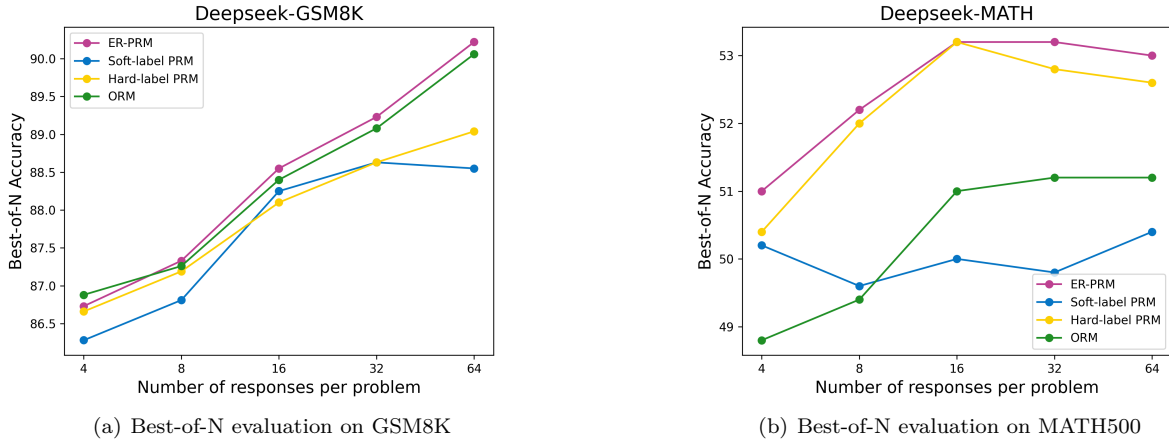 Deepseek-GSM8K
ER-PRM
Soft-label PRM
Hard-label PRM
ORM
90.0
89.5
89.0
88.5
88.0
87.5
87.0
86.5
Best-of-N Accuracy
4
8
16
32
64
Number of responses per problem
(a) Best-of-N evaluation on GSM8K
Deepseek-MATH
53
52
51
50
49
Best-of-N Accuracy
ER-PRM
Soft-label PRM
Hard-label PRM
ORM
4
8
16
32
64
Number of responses per problem
(b) Best-of-N evaluation on MATH500